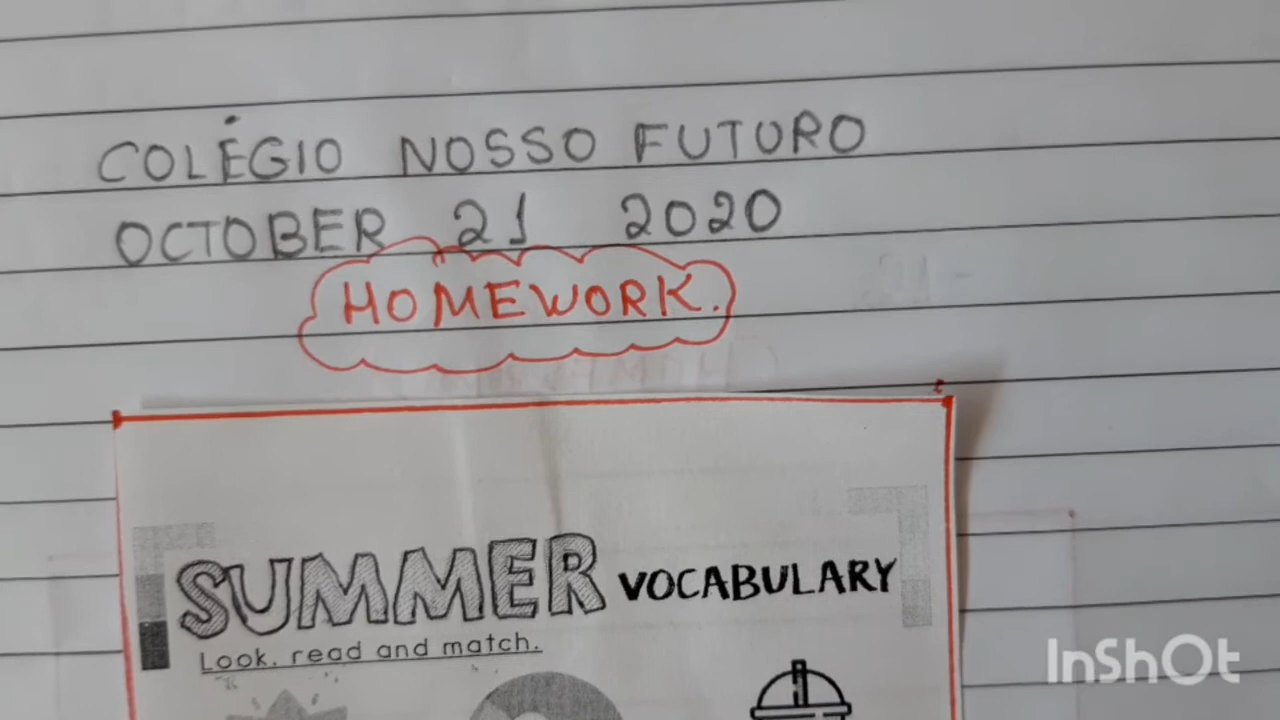 COLÉGIO NOSSO FUTURO
OCTOBER 21 2020
HOMEWORK.
SUMMER VOCABULARY
Look, read and match.
InShOt